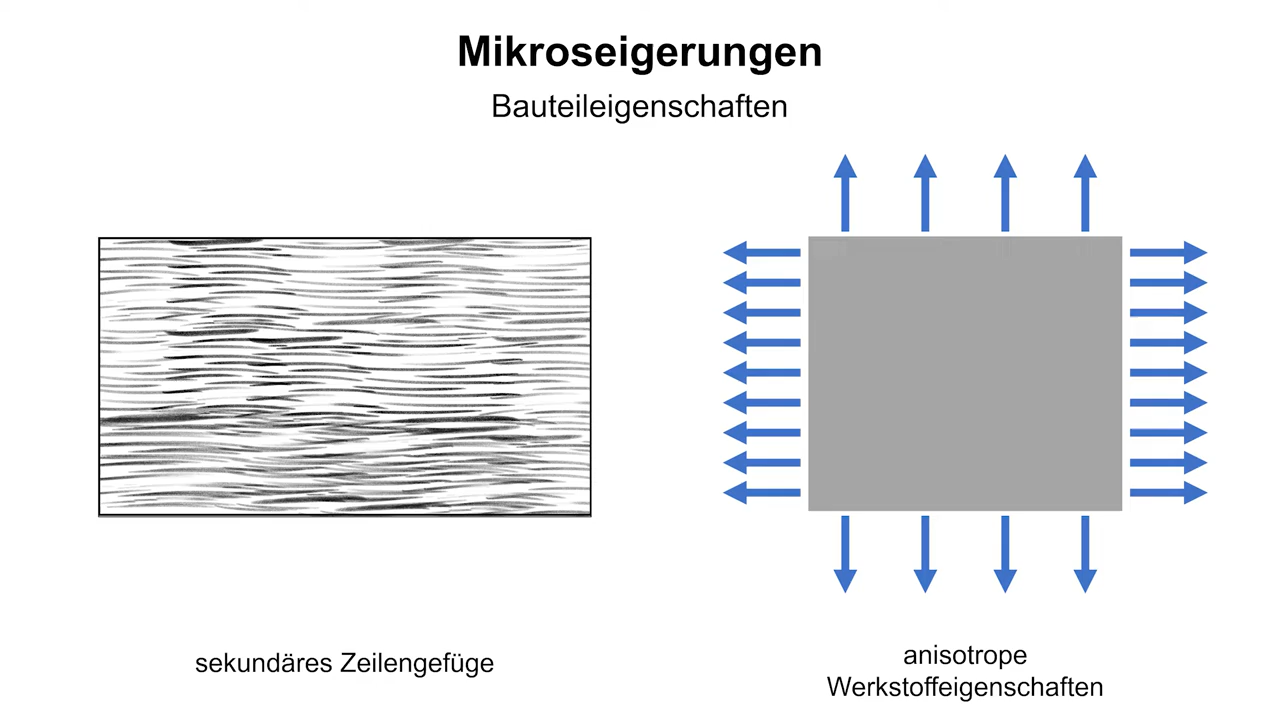 Mikroseigerungen
Bauteileigenschaften
sekundäres Zeilengefüge
anisotrope
Werkstoffeigenschaften